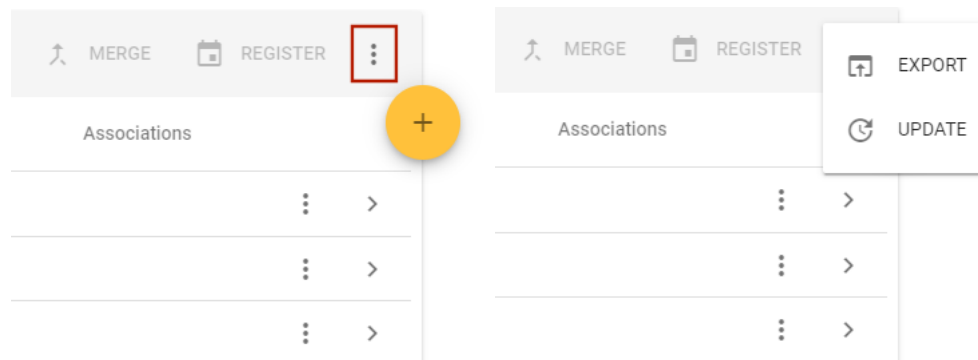 MERGE REGISTER
Associations
MERGE REGISTER
EXPORT
Associations
UPDATE